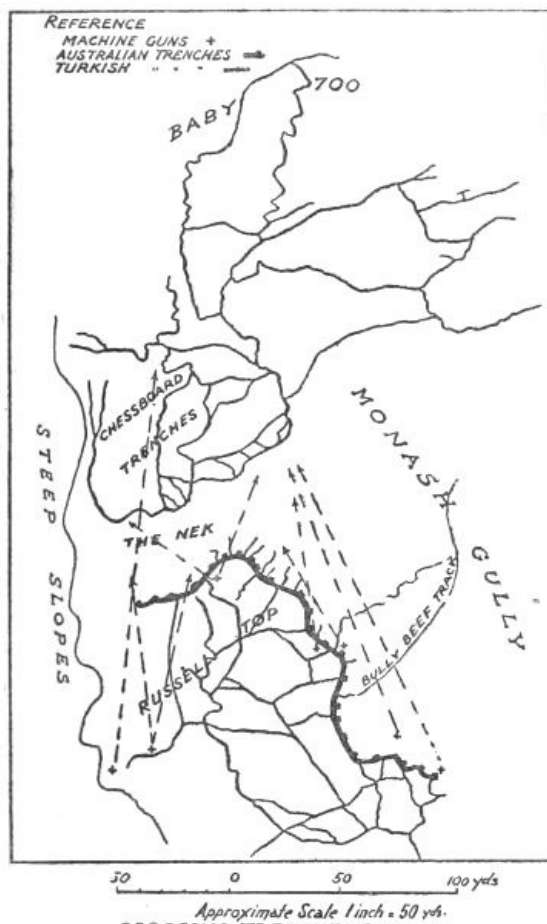 REFERENCE
MACHINE GUNS +
AUSTRALIAN TRENCHES
TURKISH " " "
BABY 700
CHESSBOARD
TRENCHES
MONASH GULLY
STEEP SLOPES
THE NEK
RUSSELL TOP
BULLY BEEF TRACK
50 0 50 100 yds
Approximate Scale 1 inch = 50 yds.